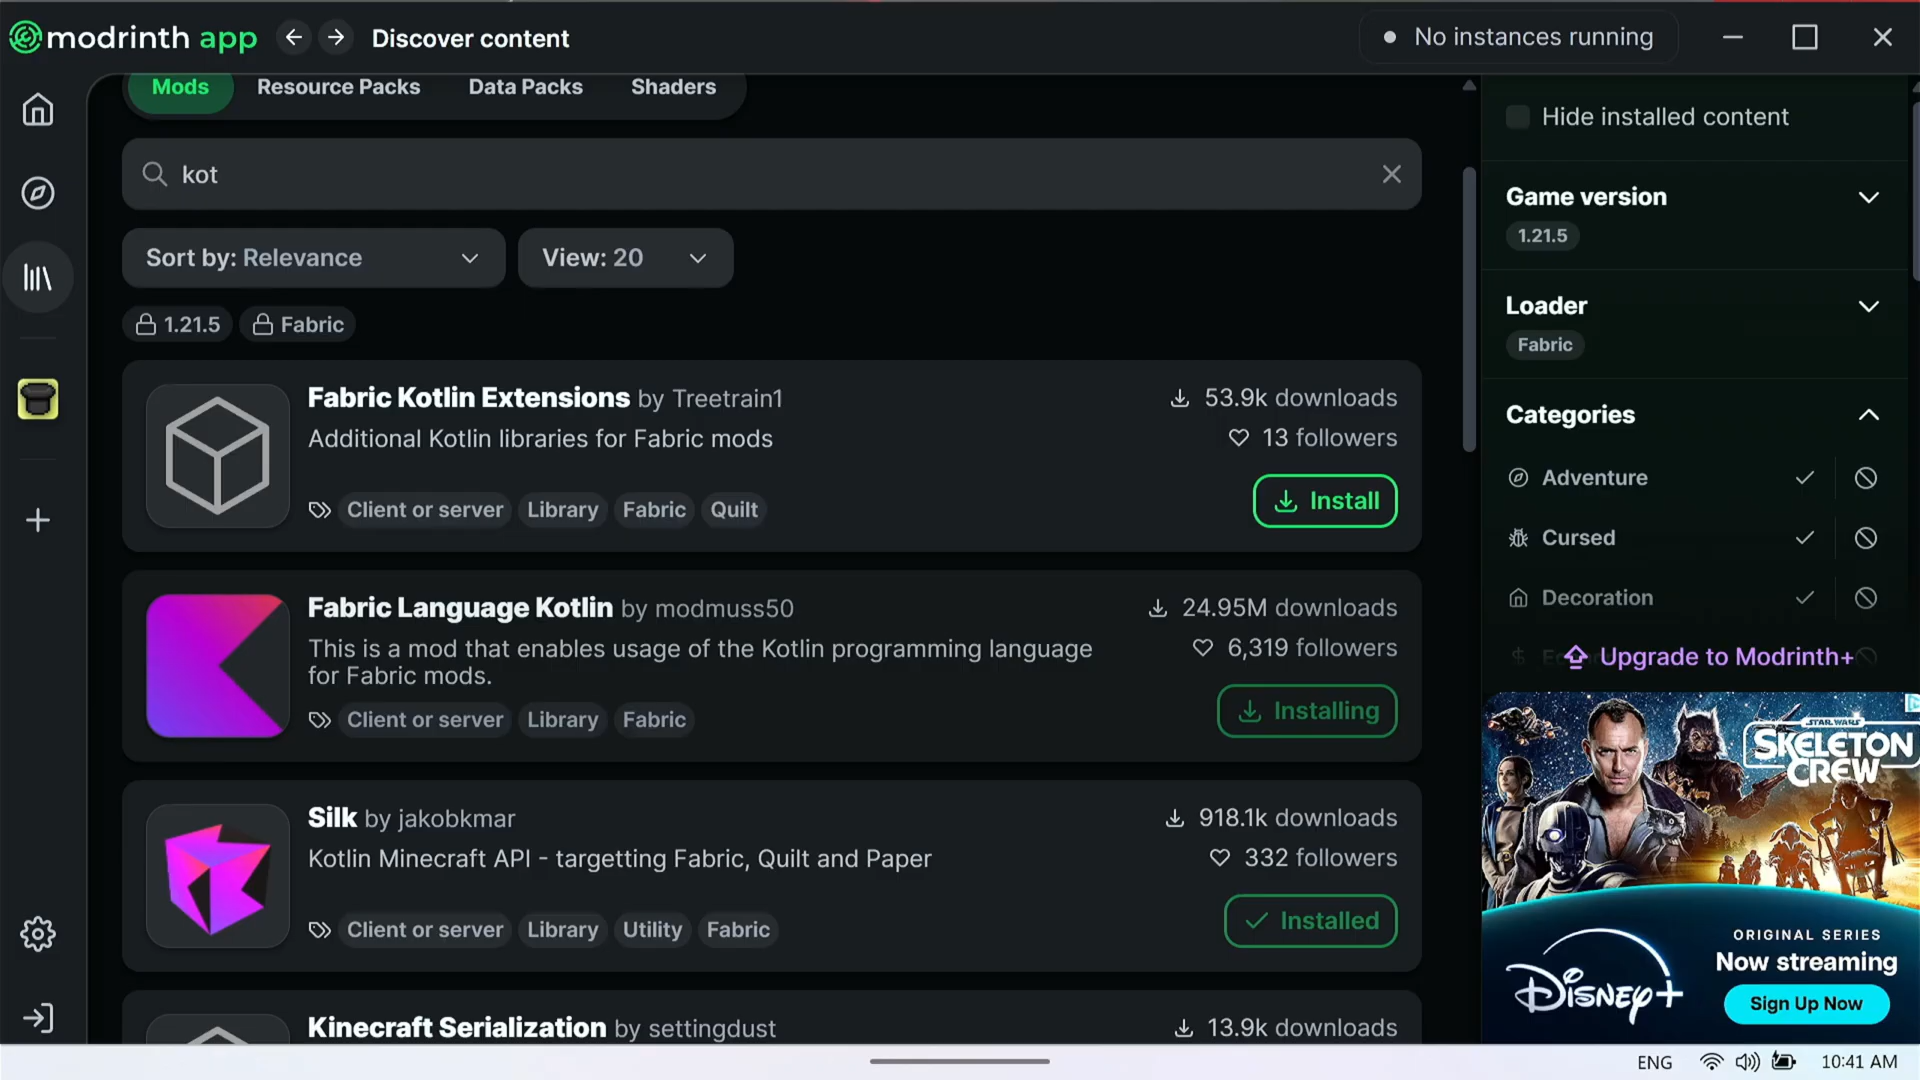 modrinth app
Discover content
No instances running
Mods
Resource Packs
Data Packs
Shaders
kot
Sort by: Relevance
View: 20
1.21.5
Fabric
Fabric Kotlin Extensions by Treetrain1
53.9k downloads
Additional Kotlin libraries for Fabric mods
13 followers
Client or server
Library
Fabric
Quilt
Install
Fabric Language Kotlin by modmuss50
24.95M downloads
This is a mod that enables usage of the Kotlin programming language
for Fabric mods.
6,319 followers
Client or server
Library
Fabric
Installing
Silk by jakobkmar
918.1k downloads
Kotlin Minecraft API - targetting Fabric, Quilt and Paper
332 followers
Client or server
Library
Utility
Fabric
Installed
Kinecraft Serialization by settingdust
13.9k downloads
Hide installed content
Game version
1.21.5
Loader
Fabric
Categories
Adventure
Cursed
Decoration
Upgrade to Modrinth+
STAR WARS
SKELETON
CREW
ORIGINAL SERIES
Now streaming
Disney+
Sign Up Now
ENG
10:41 AM